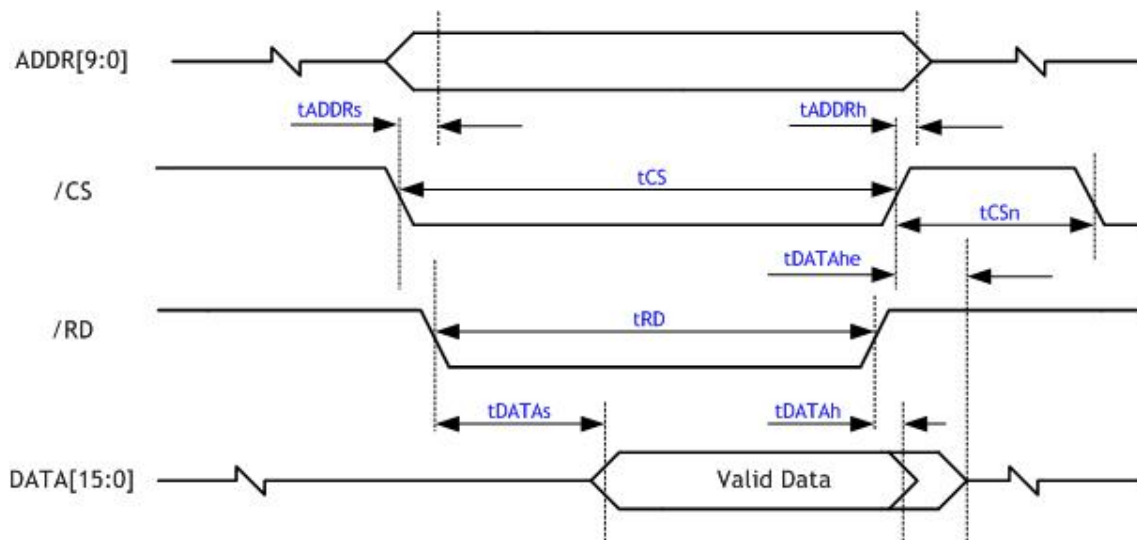 ADDR[9:0]
tADDRs
tADDRh
/CS
tCS
tCSn
tDATAhe
/RD
tRD
tDATAs
tDATAh
DATA[15:0]
Valid Data